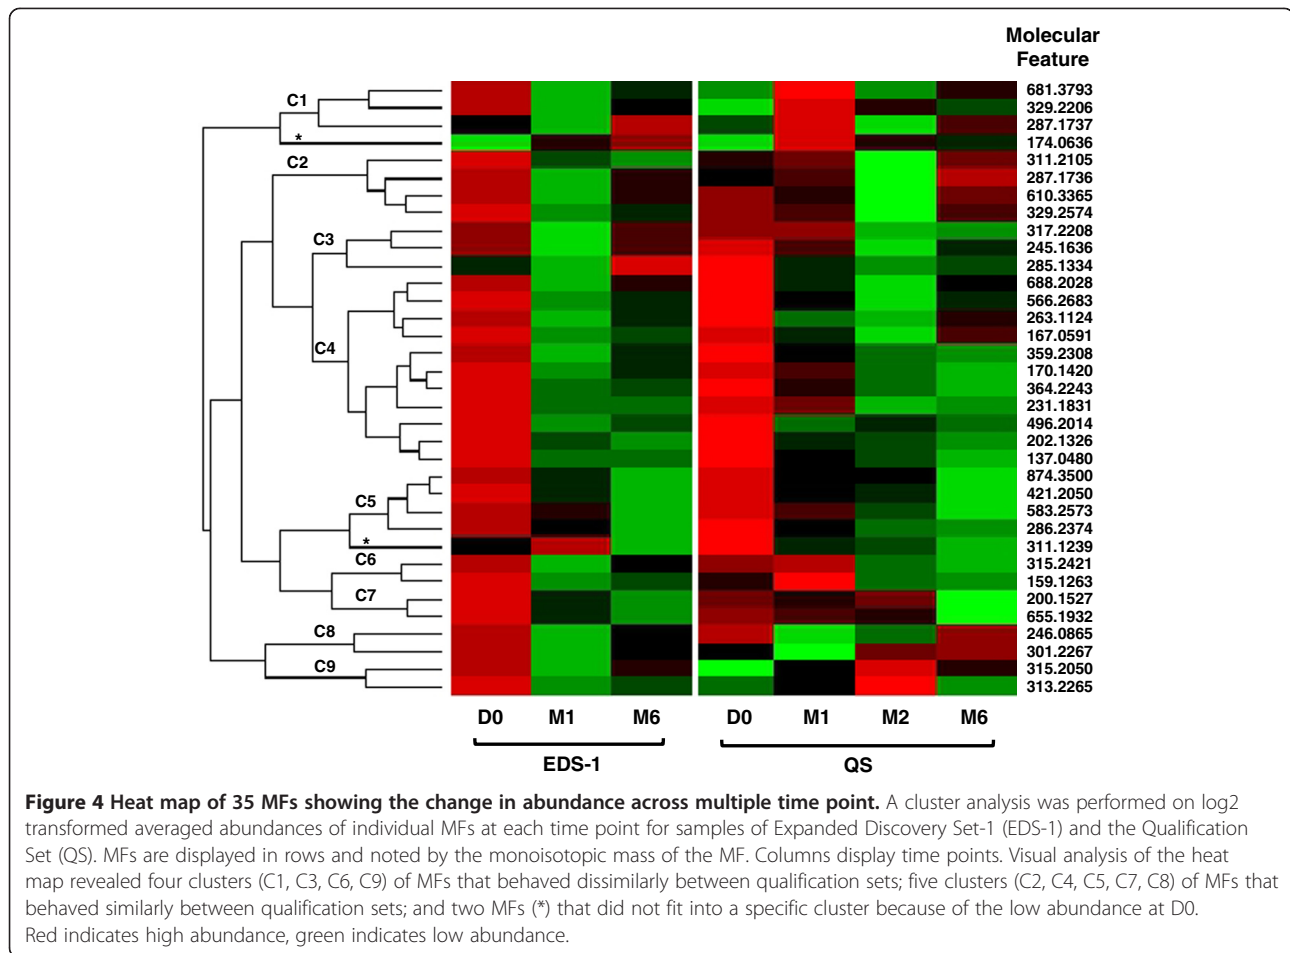 Molecular
Feature
C1
*
C2
C3
C4
C5
*
C6
C7
C8
C9
681.3793
329.2206
287.1737
174.0636
311.2105
287.1736
610.3365
329.2574
317.2208
245.1636
285.1334
688.2028
566.2683
263.1124
167.0591
359.2308
170.1420
364.2243
231.1831
496.2014
202.1326
137.0480
874.3500
421.2050
583.2573
286.2374
311.1239
315.2421
159.1263
200.1527
655.1932
246.0865
301.2267
315.2050
313.2265
D0 M1 M6 D0 M1 M2 M6
EDS-1 QS
Figure 4 Heat map of 35 MFs showing the change in abundance across multiple time point. A cluster analysis was performed on log2
transformed averaged abundances of individual MFs at each time point for samples of Expanded Discovery Set-1 (EDS-1) and the Qualification
Set (QS). MFs are displayed in rows and noted by the monoisotopic mass of the MF. Columns display time points. Visual analysis of the heat
map revealed four clusters (C1, C3, C6, C9) of MFs that behaved dissimilarly between qualification sets; five clusters (C2, C4, C5, C7, C8) of MFs that
behaved similarly between qualification sets; and two MFs (*) that did not fit into a specific cluster because of the low abundance at D0.
Red indicates high abundance, green indicates low abundance.